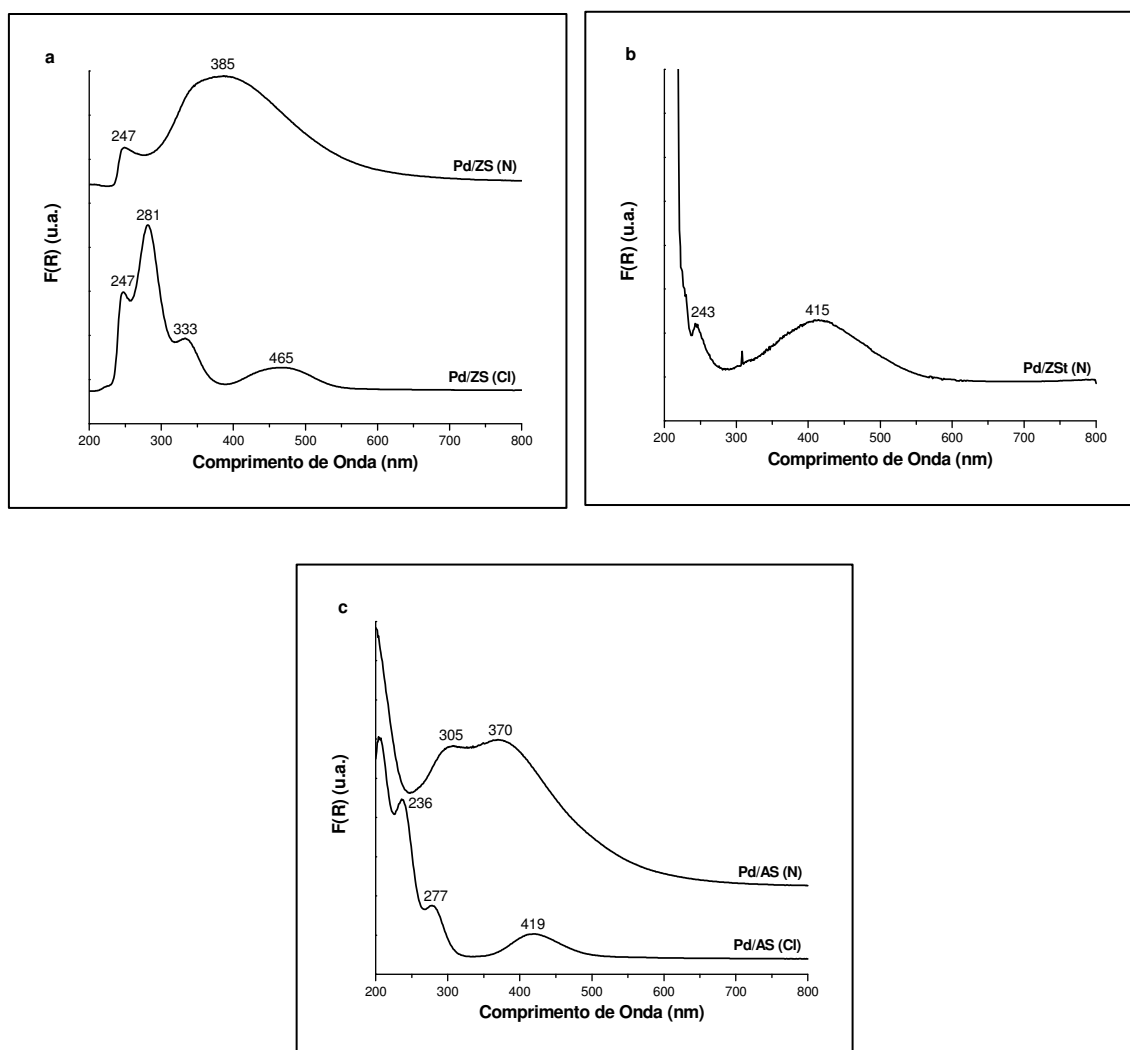 a
385
247
Pd/ZS (N)
281
247
333
465
Pd/ZS (Cl)
F(R) (u.a.)
200 300 400 500 600 700 800
Comprimento de Onda (nm)
b
243
415
Pd/ZSt (N)
F(R) (u.a.)
200 300 400 500 600 700 800
Comprimento de Onda (nm)
c
305 370
236
Pd/AS (N)
277
419
Pd/AS (Cl)
F(R) (u.a.)
200 300 400 500 600 700 800
Comprimento de Onda (nm)